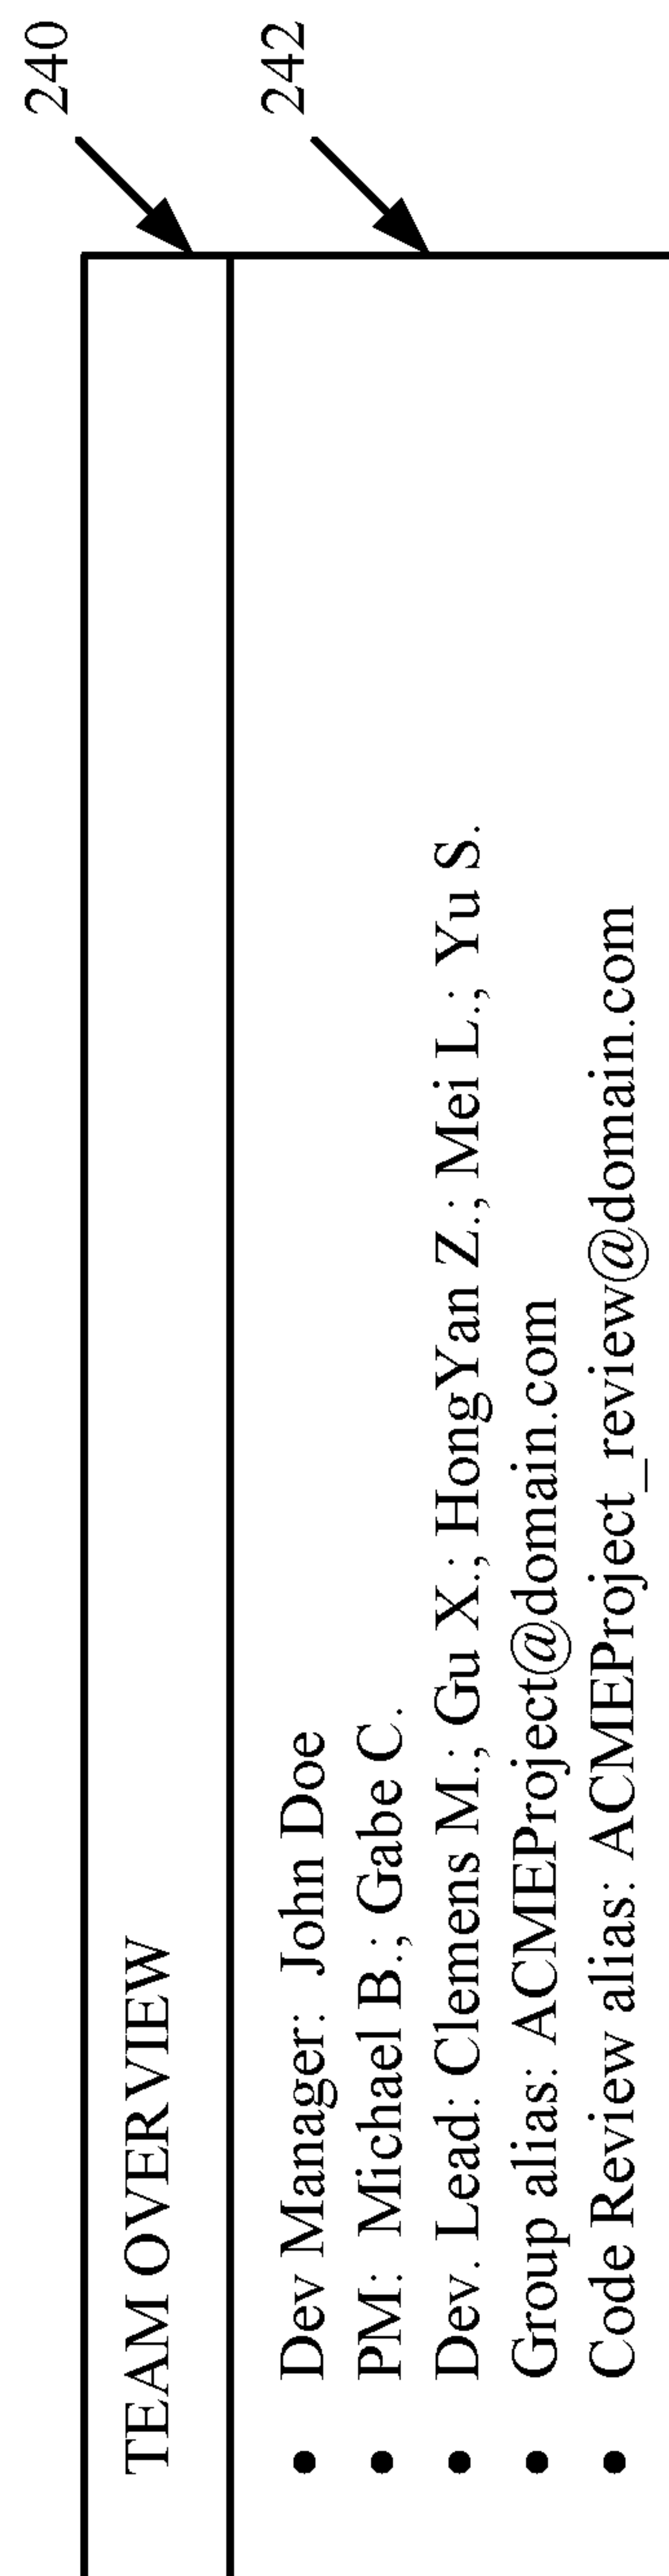 240
TEAM OVERVIEW
242
• Dev Manager:  John Doe
• PM:  Michael B.; Gabe C.
• Dev. Lead: Clemens M.; Gu X.; HongYan Z.; Mei L.; Yu S.
• Group alias: ACMEProject@domain.com
• Code Review alias: ACMEProject_review@domain.com